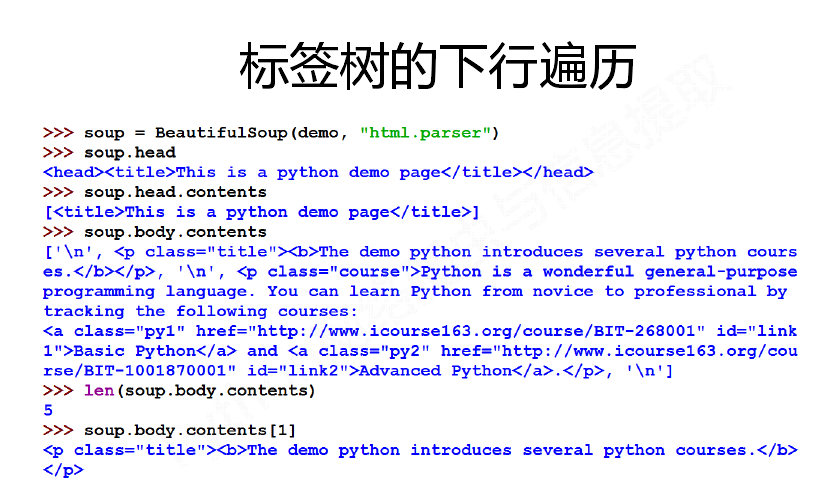 标签树的下行遍历
>>> soup = BeautifulSoup(demo, "html.parser")
>>> soup.head
<head><title>This is a python demo page</title></head>
>>> soup.head.contents
[<title>This is a python demo page</title>]
>>> soup.body.contents
['\n', <p class="title"><b>The demo python introduces several python cours
es.</b></p>, '\n', <p class="course">Python is a wonderful general-purpose
programming language. You can learn Python from novice to professional by
tracking the following courses:
<a class="py1" href="http://www.icourse163.org/course/BIT-268001" id="link
1">Basic Python</a> and <a class="py2" href="http://www.icourse163.org/cou
rse/BIT-1001870001" id="link2">Advanced Python</a>.</p>, '\n']
>>> len(soup.body.contents)
5
>>> soup.body.contents[1]
<p class="title"><b>The demo python introduces several python courses.</b>
</p>